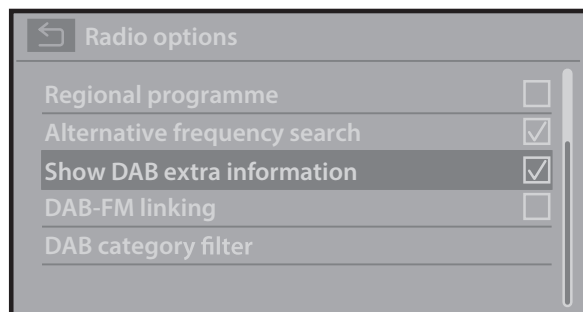 Radio options
Regional programme
Alternative frequency search
Show DAB extra information
DAB-FM linking
DAB category filter